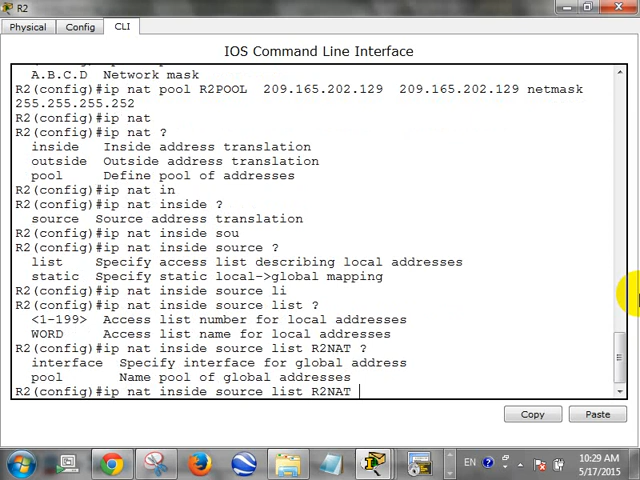 R2
Physical Config CLI
IOS Command Line Interface
A.B.C.D  Network mask
R2(config)#ip nat pool R2POOL  209.165.202.129  209.165.202.129 netmask
255.255.255.252
R2(config)#ip nat
R2(config)#ip nat ?
  inside   Inside address translation
  outside  Outside address translation
  pool     Define pool of addresses
R2(config)#ip nat in
R2(config)#ip nat inside ?
  source  Source address translation
R2(config)#ip nat inside sou
R2(config)#ip nat inside source ?
  list    Specify access list describing local addresses
  static  Specify static local->global mapping
R2(config)#ip nat inside source li
R2(config)#ip nat inside source list ?
  <1-199>  Access list number for local addresses
  WORD     Access list name for local addresses
R2(config)#ip nat inside source list R2NAT ?
  interface  Specify interface for global address
  pool       Name pool of global addresses
R2(config)#ip nat inside source list R2NAT
Copy Paste
EN
10:29 AM
5/17/2015